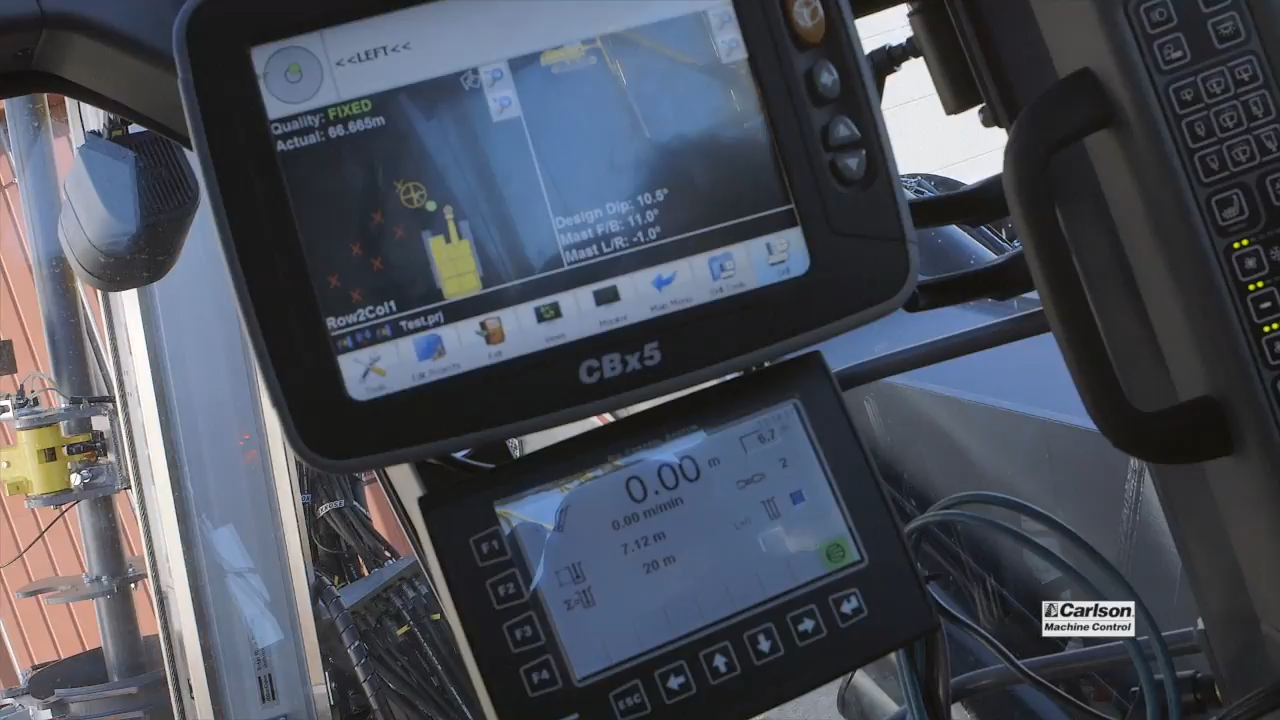 <<LEFT<<
Quality: FIXED
Actual: 66.665m
Design Dip: 10.5°
Mast F/B: 11.0°
Mast L/R: -1.0°
Row2Col1
Test.prj
Tools
Edit Projects
Exit
Main Menu
CBx5
0.00 m
6,7
0.00 m/min
2
7.12 m
20 m
F1
F2
F3
F4
ESC
Carlson
Machine Control